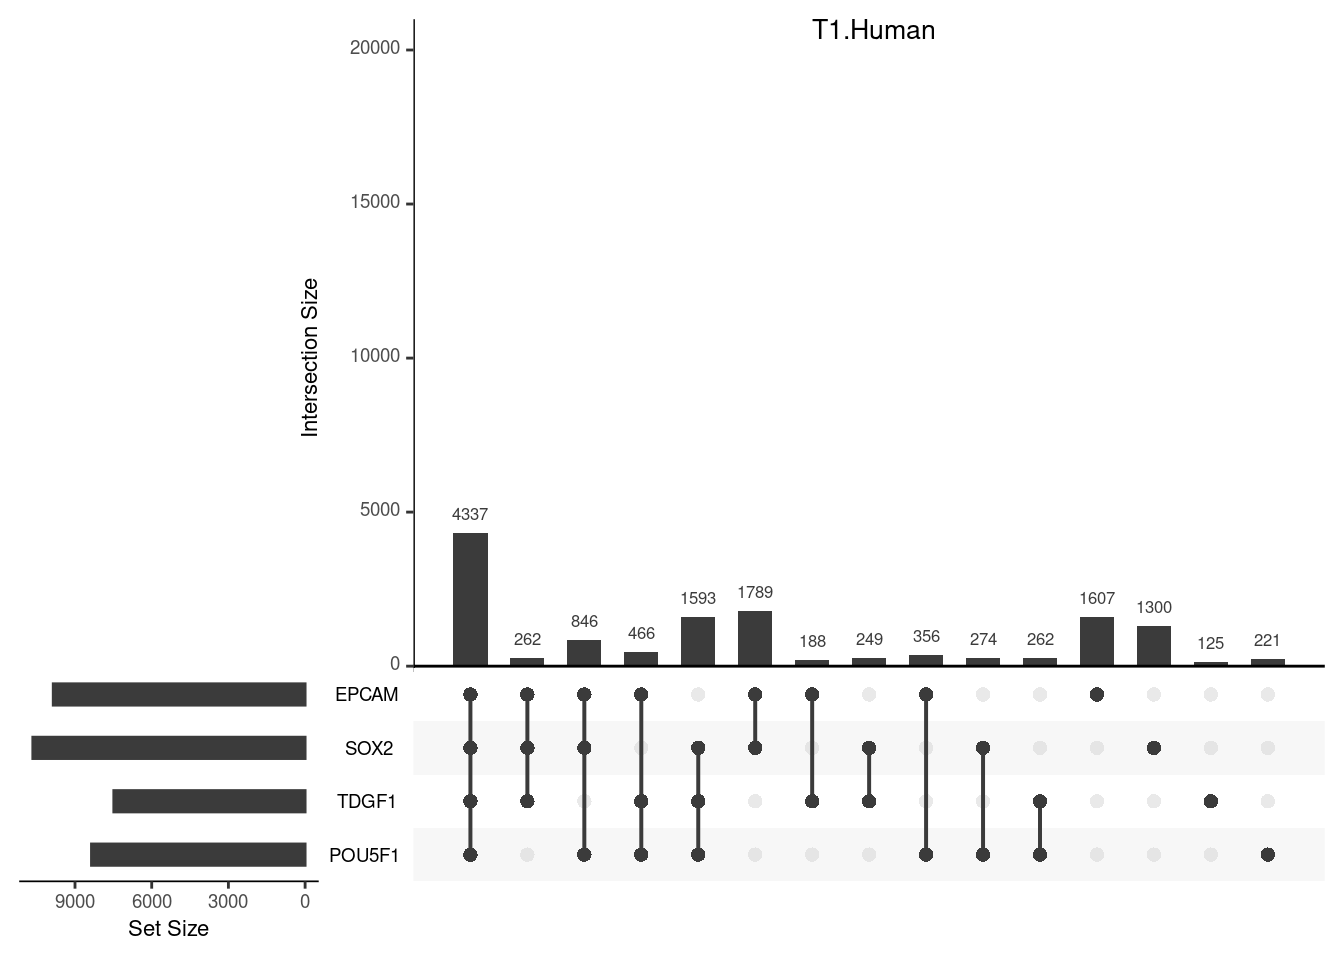 T1.Human
20000
15000
10000
5000
0
Intersection Size
4337
262
846
466
1593
1789
188
249
356
274
262
1607
1300
125
221
EPCAM
SOX2
TDGF1
POU5F1
9000 6000 3000 0
Set Size